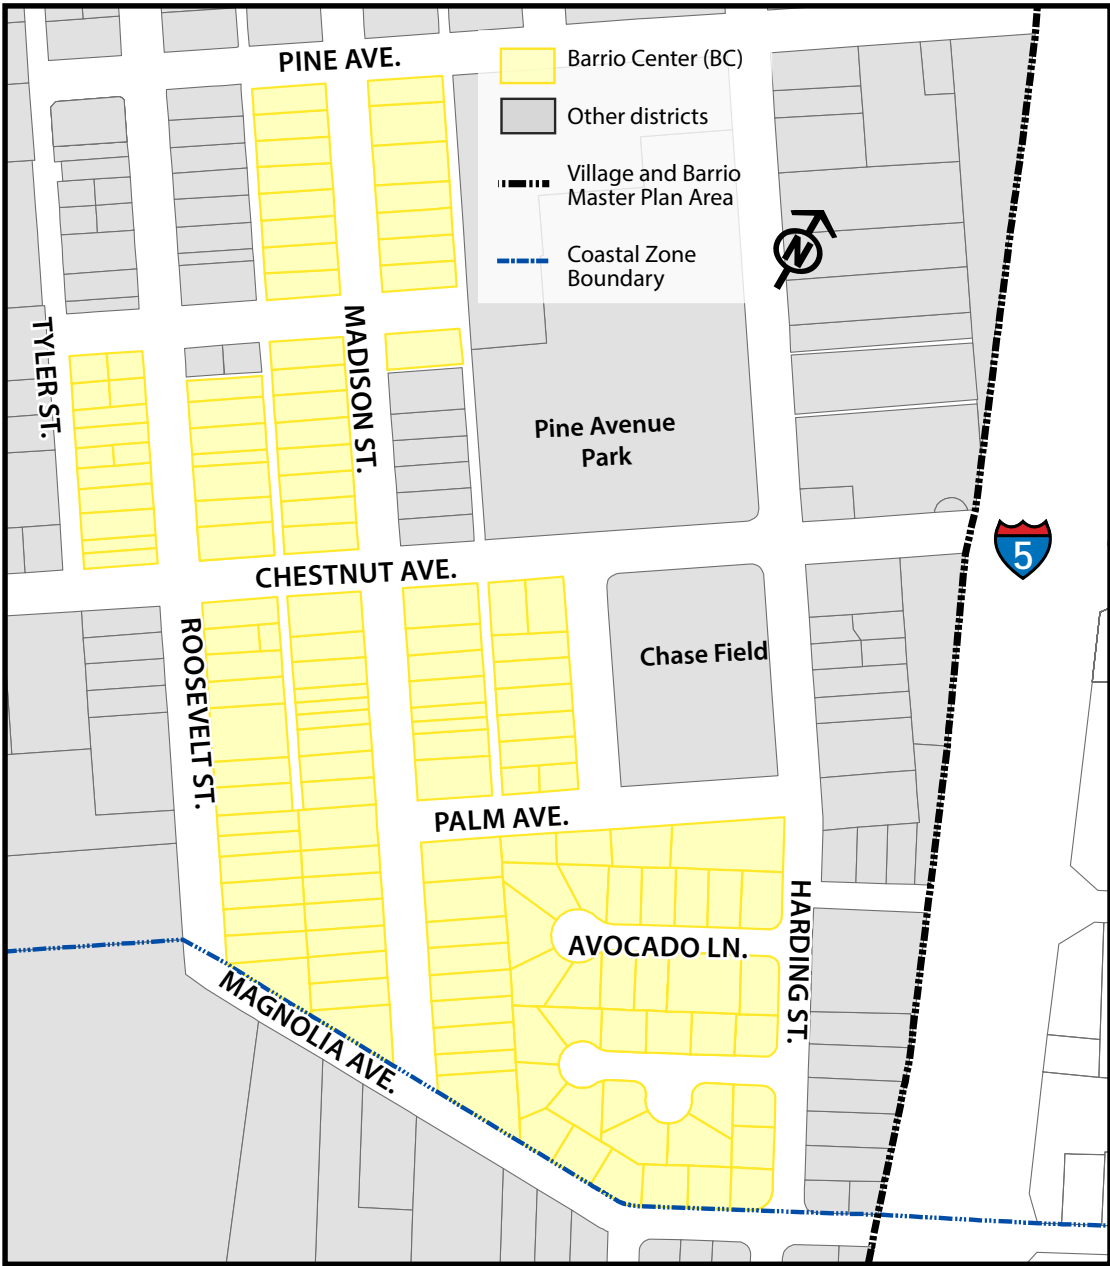 PINE AVE.
Barrio Center (BC)
Other districts
Village and Barrio
Master Plan Area
Coastal Zone
Boundary
N
TYLER ST.
MADISON ST.
Pine Avenue
Park
5
CHESTNUT AVE.
ROOSEVELT ST.
Chase Field
PALM AVE.
HARDING ST.
AVOCADO LN.
MAGNOLIA AVE.